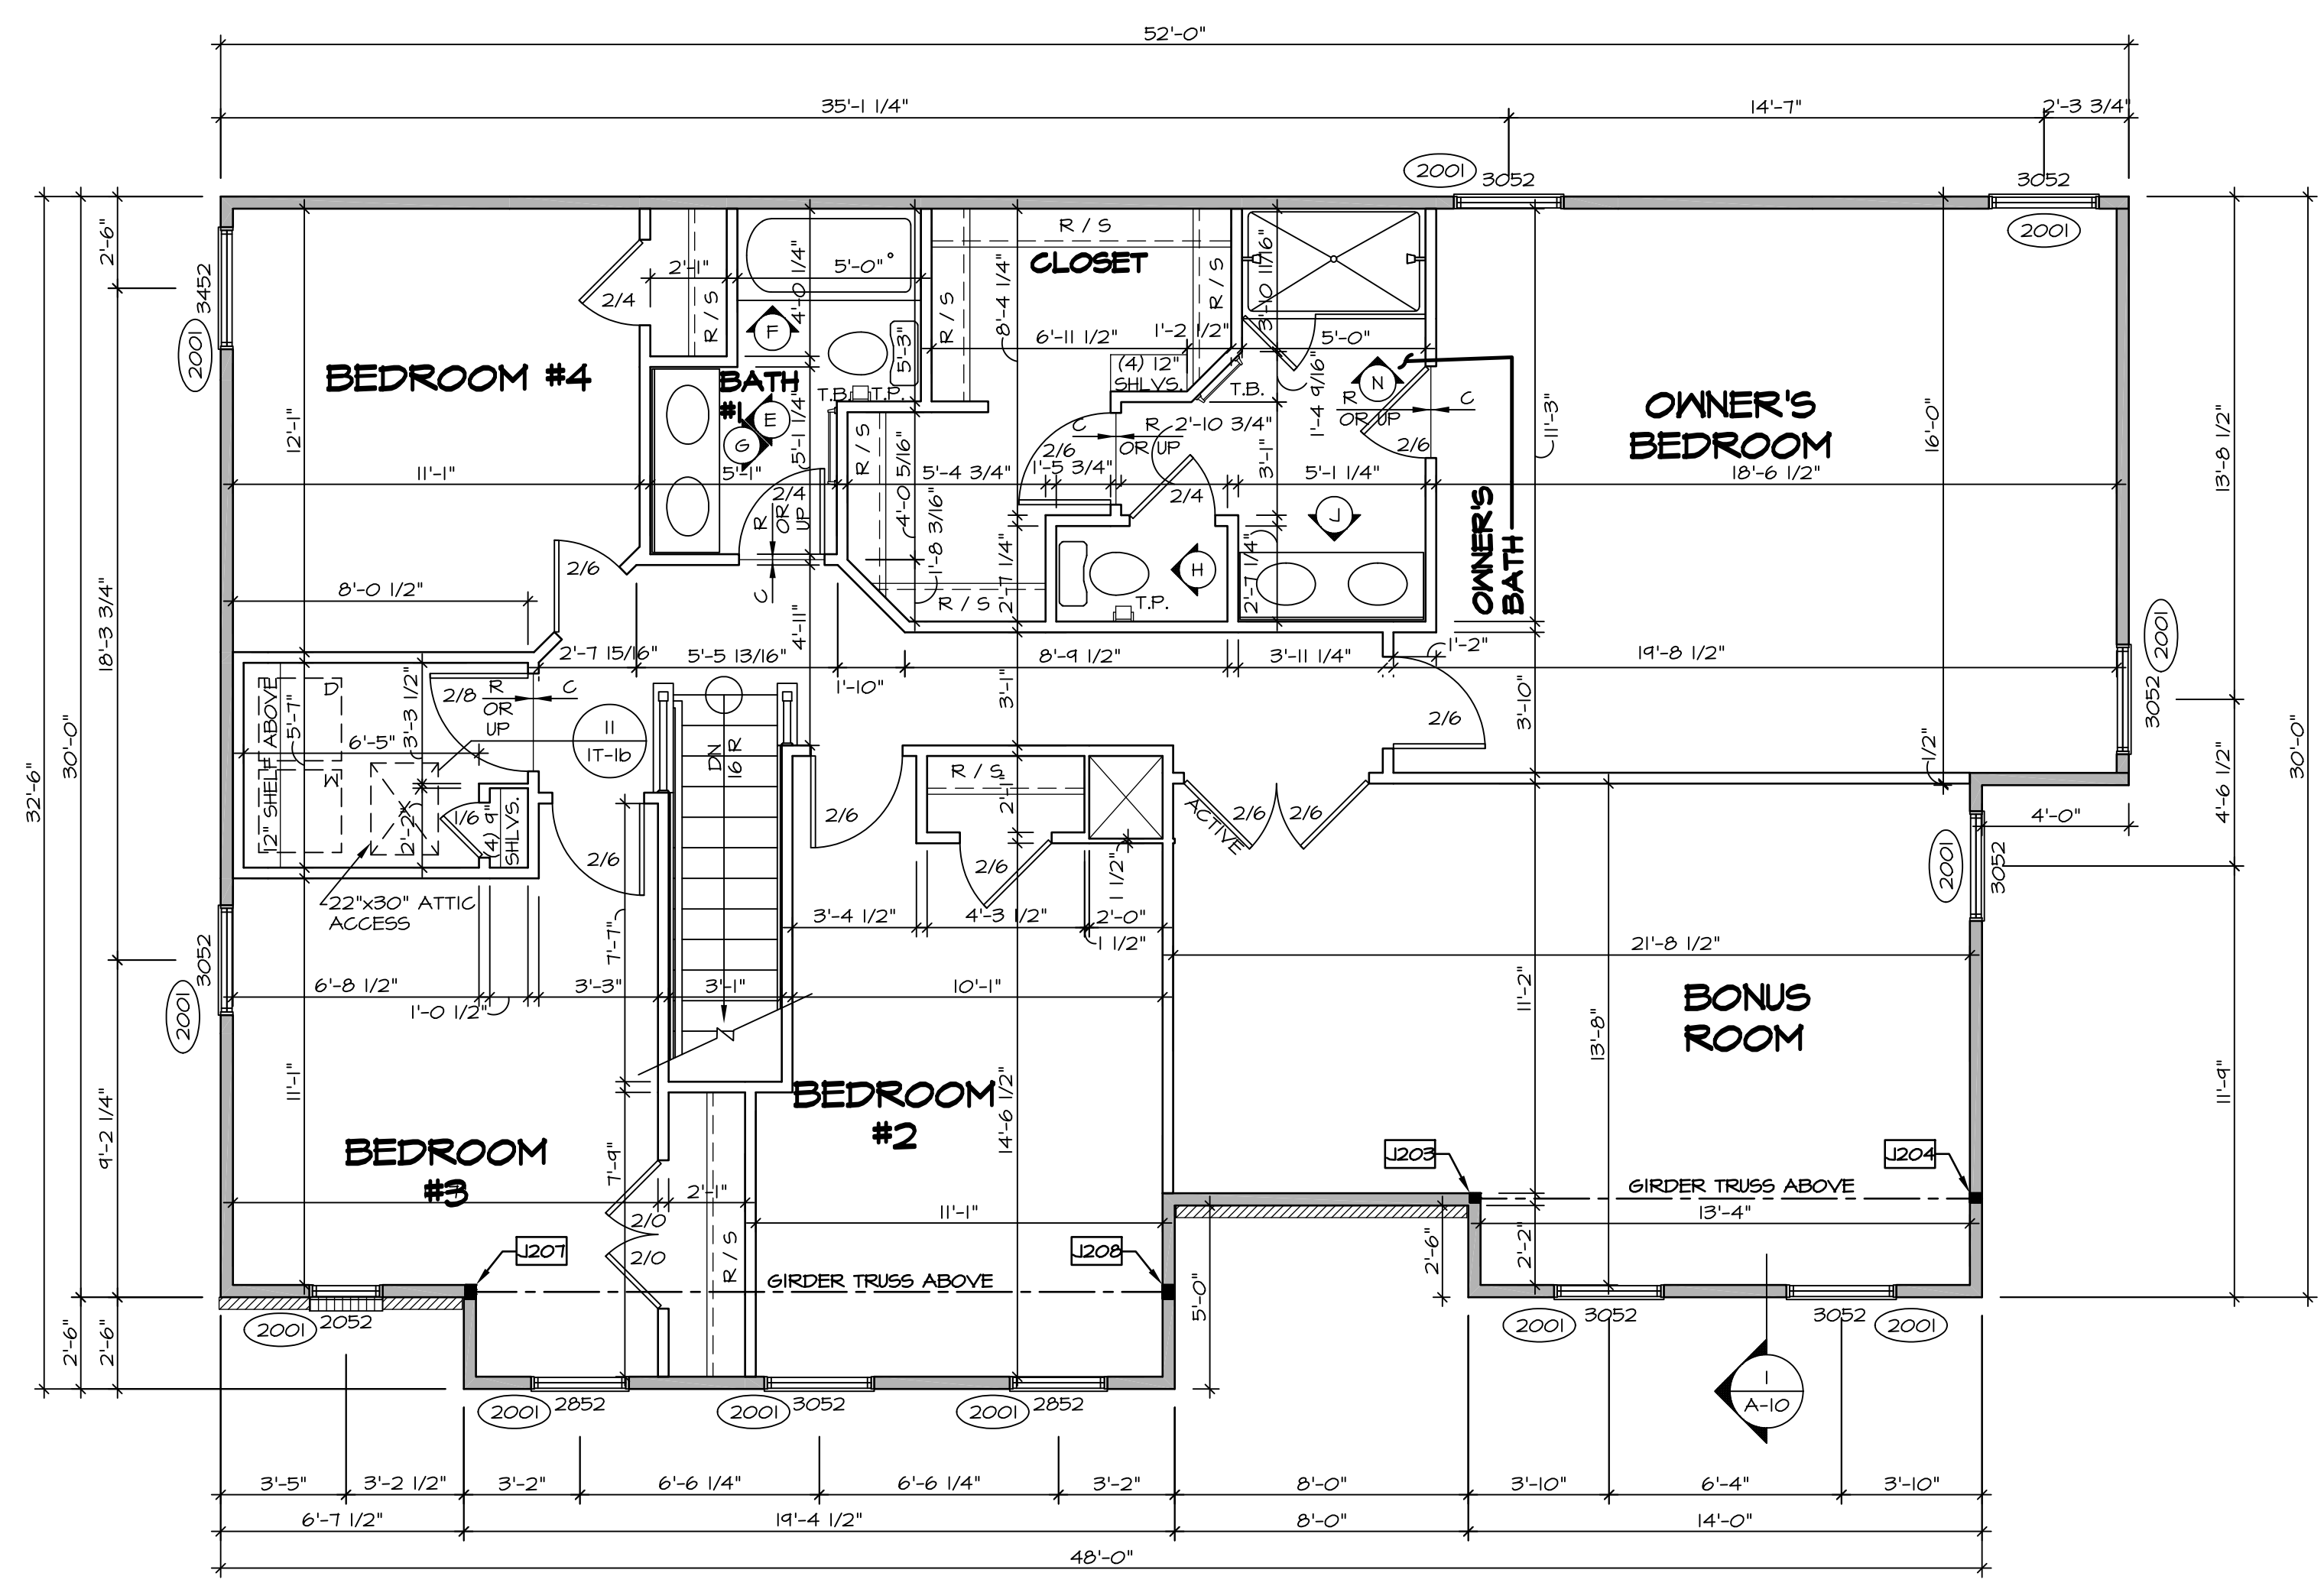 52'-0"
35'-1 1/4"
14'-7"
2'-3 3/4"
2001
3052
3052
2001
2'-6"
3452
2001
2/4
2'-1"
R / S
4'-0 1/4"
5'-0"
F
5'-3"
R / S
R / S
CLOSET
8'-4 1/4"
R / S
3'-10 11/16"
6'-11 1/2"
1'-2 1/2"
5'-0"
(4) 12"
SHLVS.
BEDROOM #4
BATH
#1
T.B.
T.P.
T.B.
1'-4 9/16"
N
R
OR UP
C
OWNER'S
BEDROOM
16'-0"
13'-8 1/2"
12'-1"
E
G
5'-1 1/4"
R / S
4'-0 5/16"
C
R
OR UP
2'-10 3/4"
2/6
2/6
11'-3"
11'-1"
5'-1"
5'-4 3/4"
1'-5 3/4"
3'-1"
5'-1 1/4"
18'-6 1/2"
2/4
R
OR
UP
C
2/4
1'-8 3/16"
J
OWNER'S
BATH
18'-3 3/4"
2/6
8'-0 1/2"
2'-7 1/4"
H
2'-7 1/4"
R / S
T.P.
2001
3052
4'-11"
2'-7 15/16"
5'-5 13/16"
1'-10"
8'-9 1/2"
3'-11 1/4"
1'-2"
19'-8 1/2"
32'-6"
30'-0"
12" SHELF ABOVE
D
5'-7"
3'-3 1/2"
2/8
R
OR
UP
C
6'-5"
11
1T-1b
W
2'-2"
1/6
(4) 9"
SHLVS.
DN
16 R
3'-1"
3'-10"
2/6
1/2"
4'-6 1/2"
30'-0"
R / S
2'-1"
2/6
2/6
ACTIVE
2/6
2/6
4'-0"
2/6
2001
3052
22"x30" ATTIC
ACCESS
1 1/2"
3'-4 1/2"
4'-3 1/2"
2'-0"
1 1/2"
7'-7"
21'-8 1/2"
3052
2001
6'-8 1/2"
1'-0 1/2"
3'-3"
3'-1"
10'-1"
11'-2"
BONUS
ROOM
13'-8"
11'-1"
11'-9"
9'-2 1/4"
BEDROOM
#2
14'-6 1/2"
BEDROOM
#3
7'-9"
2'-1"
2/0
2/0
R / S
11'-1"
J203
J204
GIRDER TRUSS ABOVE
13'-4"
2'-6"
2'-2"
J207
J208
GIRDER TRUSS ABOVE
5'-0"
2'-6"
2'-6"
2001
2052
2001
3052
3052
2001
2001
2852
2001
3052
2001
2852
1
A-10
3'-5"
3'-2 1/2"
3'-2"
6'-6 1/4"
6'-6 1/4"
3'-2"
8'-0"
3'-10"
6'-4"
3'-10"
6'-7 1/2"
19'-4 1/2"
8'-0"
14'-0"
48'-0"